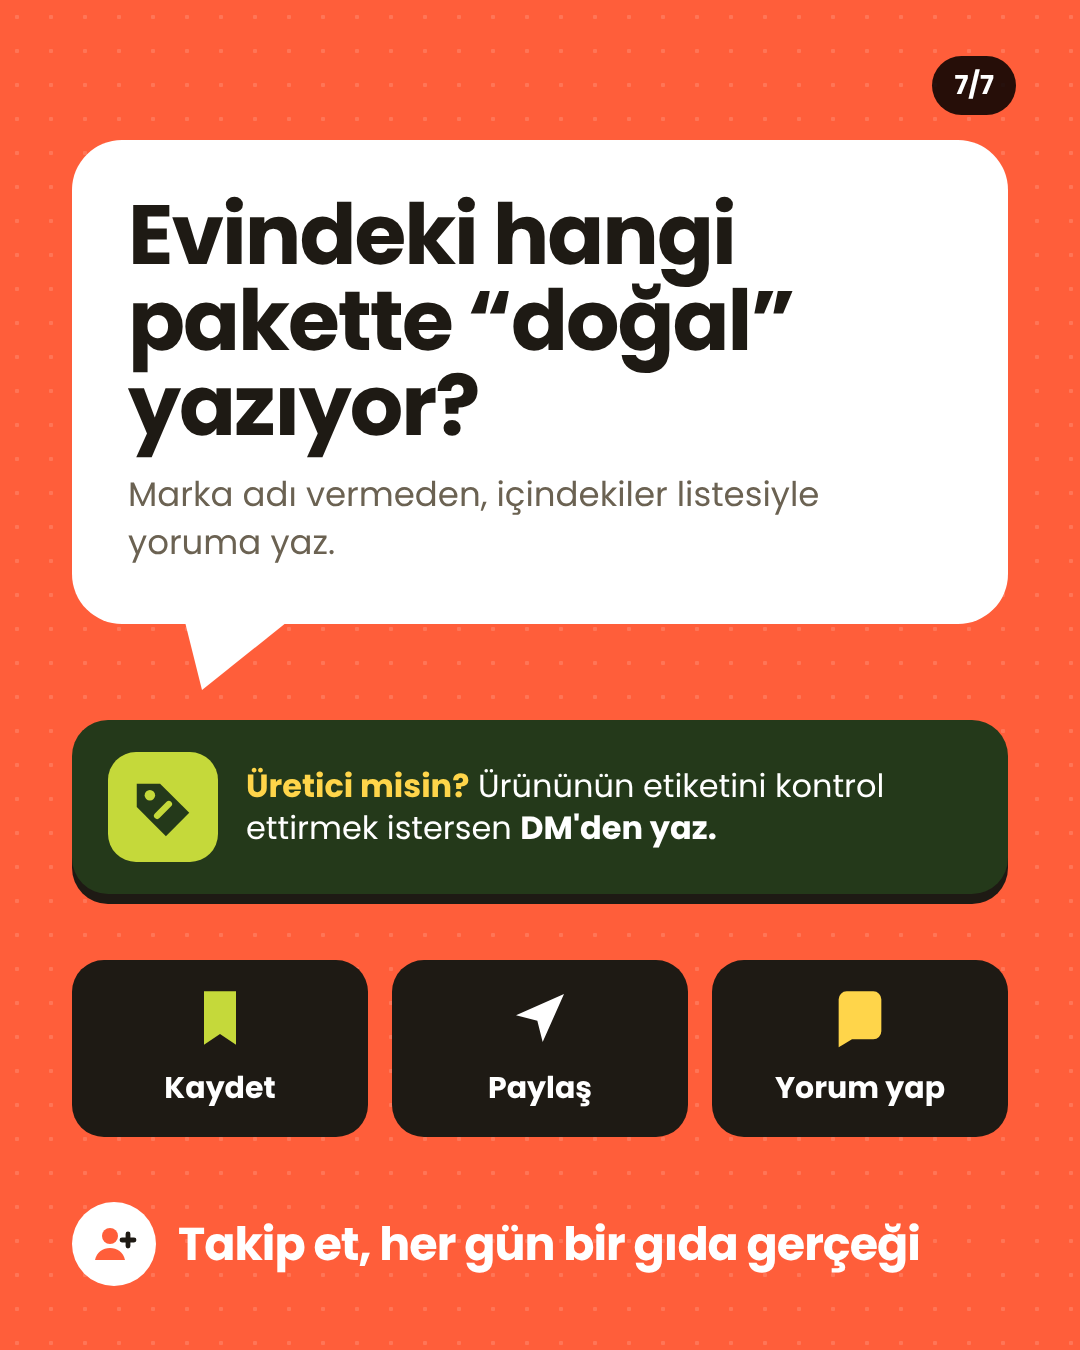 7/7
Evindeki hangi
pakette “doğal”
yazıyor?
Marka adı vermeden, içindekiler listesiyle
yoruma yaz.
Üretici misin? Ürününün etiketini kontrol
ettirmek istersen DM'den yaz.
Kaydet
Paylaş
Yorum yap
Takip et, her gün bir gıda gerçeği